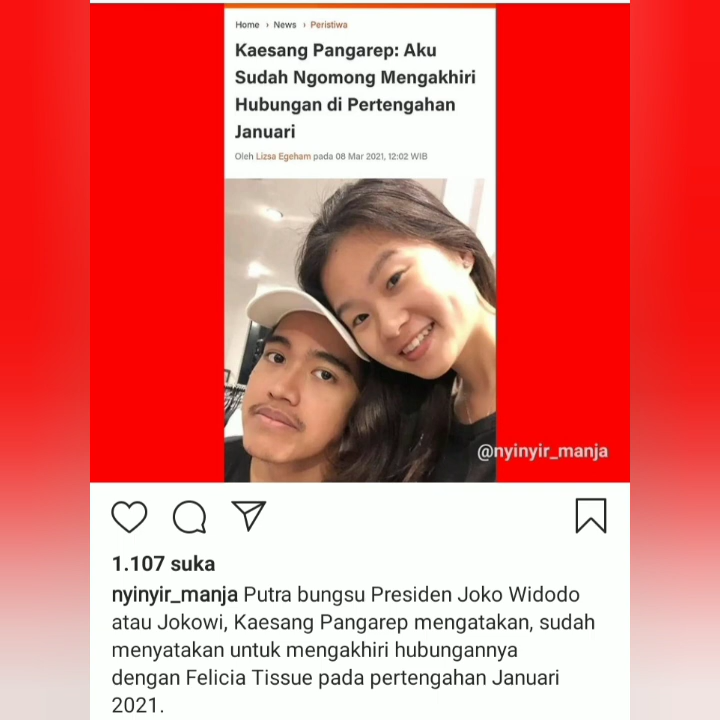 Home > News > Peristiwa
Kaesang Pangarep: Aku
Sudah Ngomong Mengakhiri
Hubungan di Pertengahan
Januari
Oleh Lizsa Egeham pada 08 Mar 2021, 12:02 WIB
@nyinyir_manja
1.107 suka
nyinyir_manja Putra bungsu Presiden Joko Widodo
atau Jokowi, Kaesang Pangarep mengatakan, sudah
menyatakan untuk mengakhiri hubungannya
dengan Felicia Tissue pada pertengahan Januari
2021.